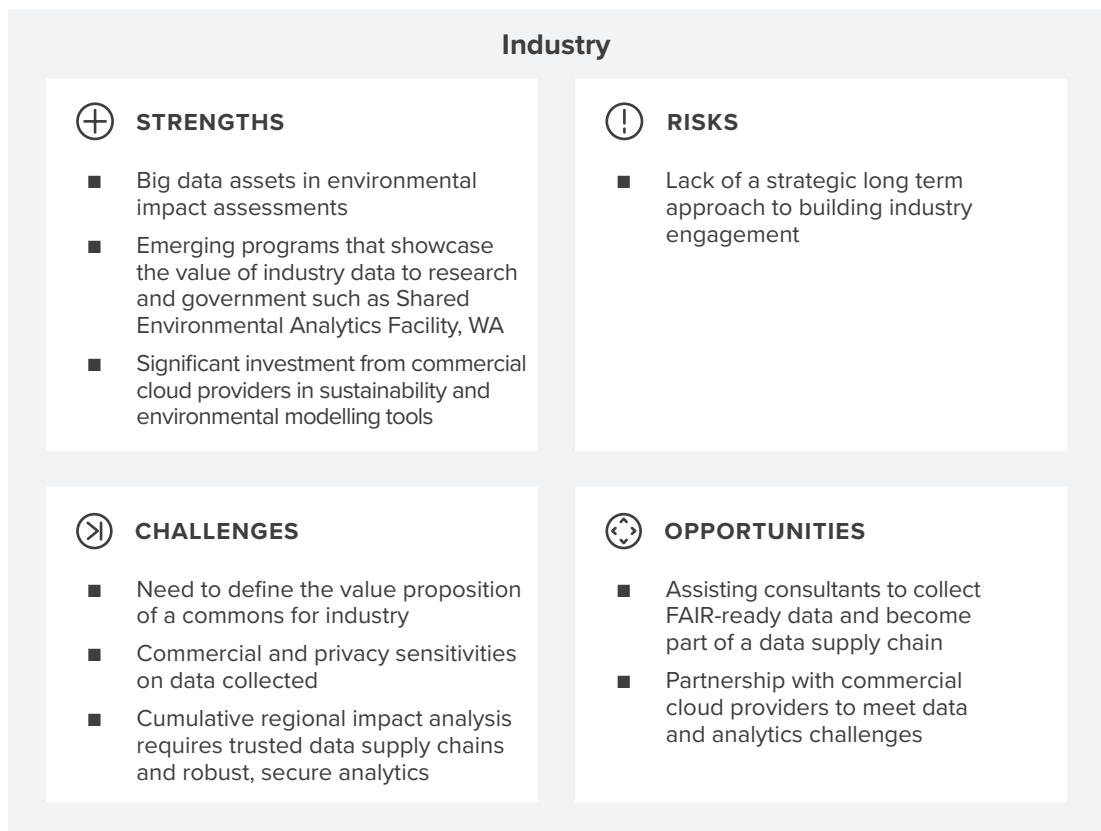 Industry
STRENGTHS
■ Big data assets in environmental
impact assessments
■ Emerging programs that showcase
the value of industry data to research
and government such as Shared
Environmental Analytics Facility, WA
■ Significant investment from commercial
cloud providers in sustainability and
environmental modelling tools
RISKS
■ Lack of a strategic long term
approach to building industry
engagement
CHALLENGES
■ Need to define the value proposition
of a commons for industry
■ Commercial and privacy sensitivities
on data collected
■ Cumulative regional impact analysis
requires trusted data supply chains
and robust, secure analytics
OPPORTUNITIES
■ Assisting consultants to collect
FAIR-ready data and become
part of a data supply chain
■ Partnership with commercial
cloud providers to meet data
and analytics challenges